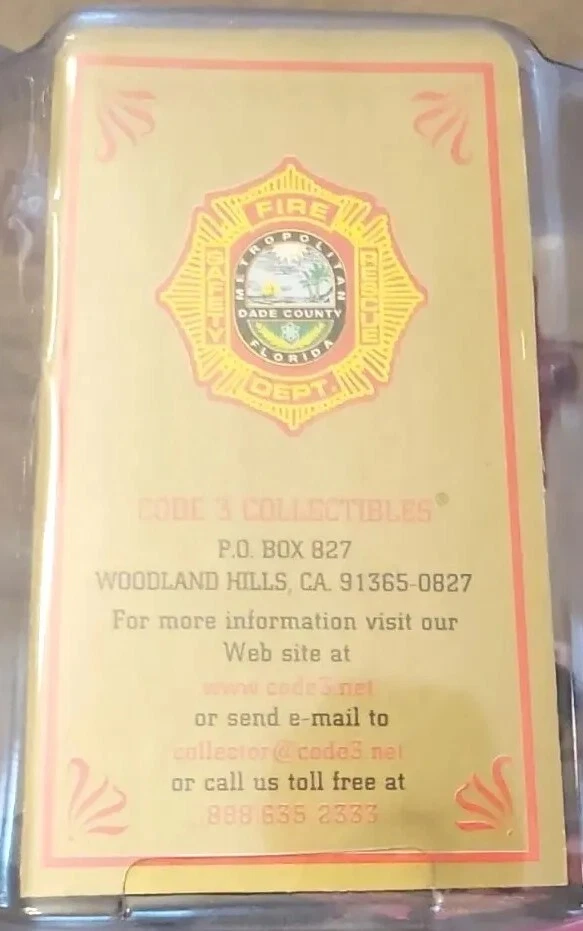 FIRE
SAFETY
RESCUE
METROPOLITAN
DADE COUNTY
FLORIDA
DEPT.
CODE 3 COLLECTIBLES®
P.O. BOX 827
WOODLAND HILLS, CA. 91365-0827
For more information visit our
Web site at
www.code3.net
or send e-mail to
collector@code3.net
or call us toll free at
888 635 2333